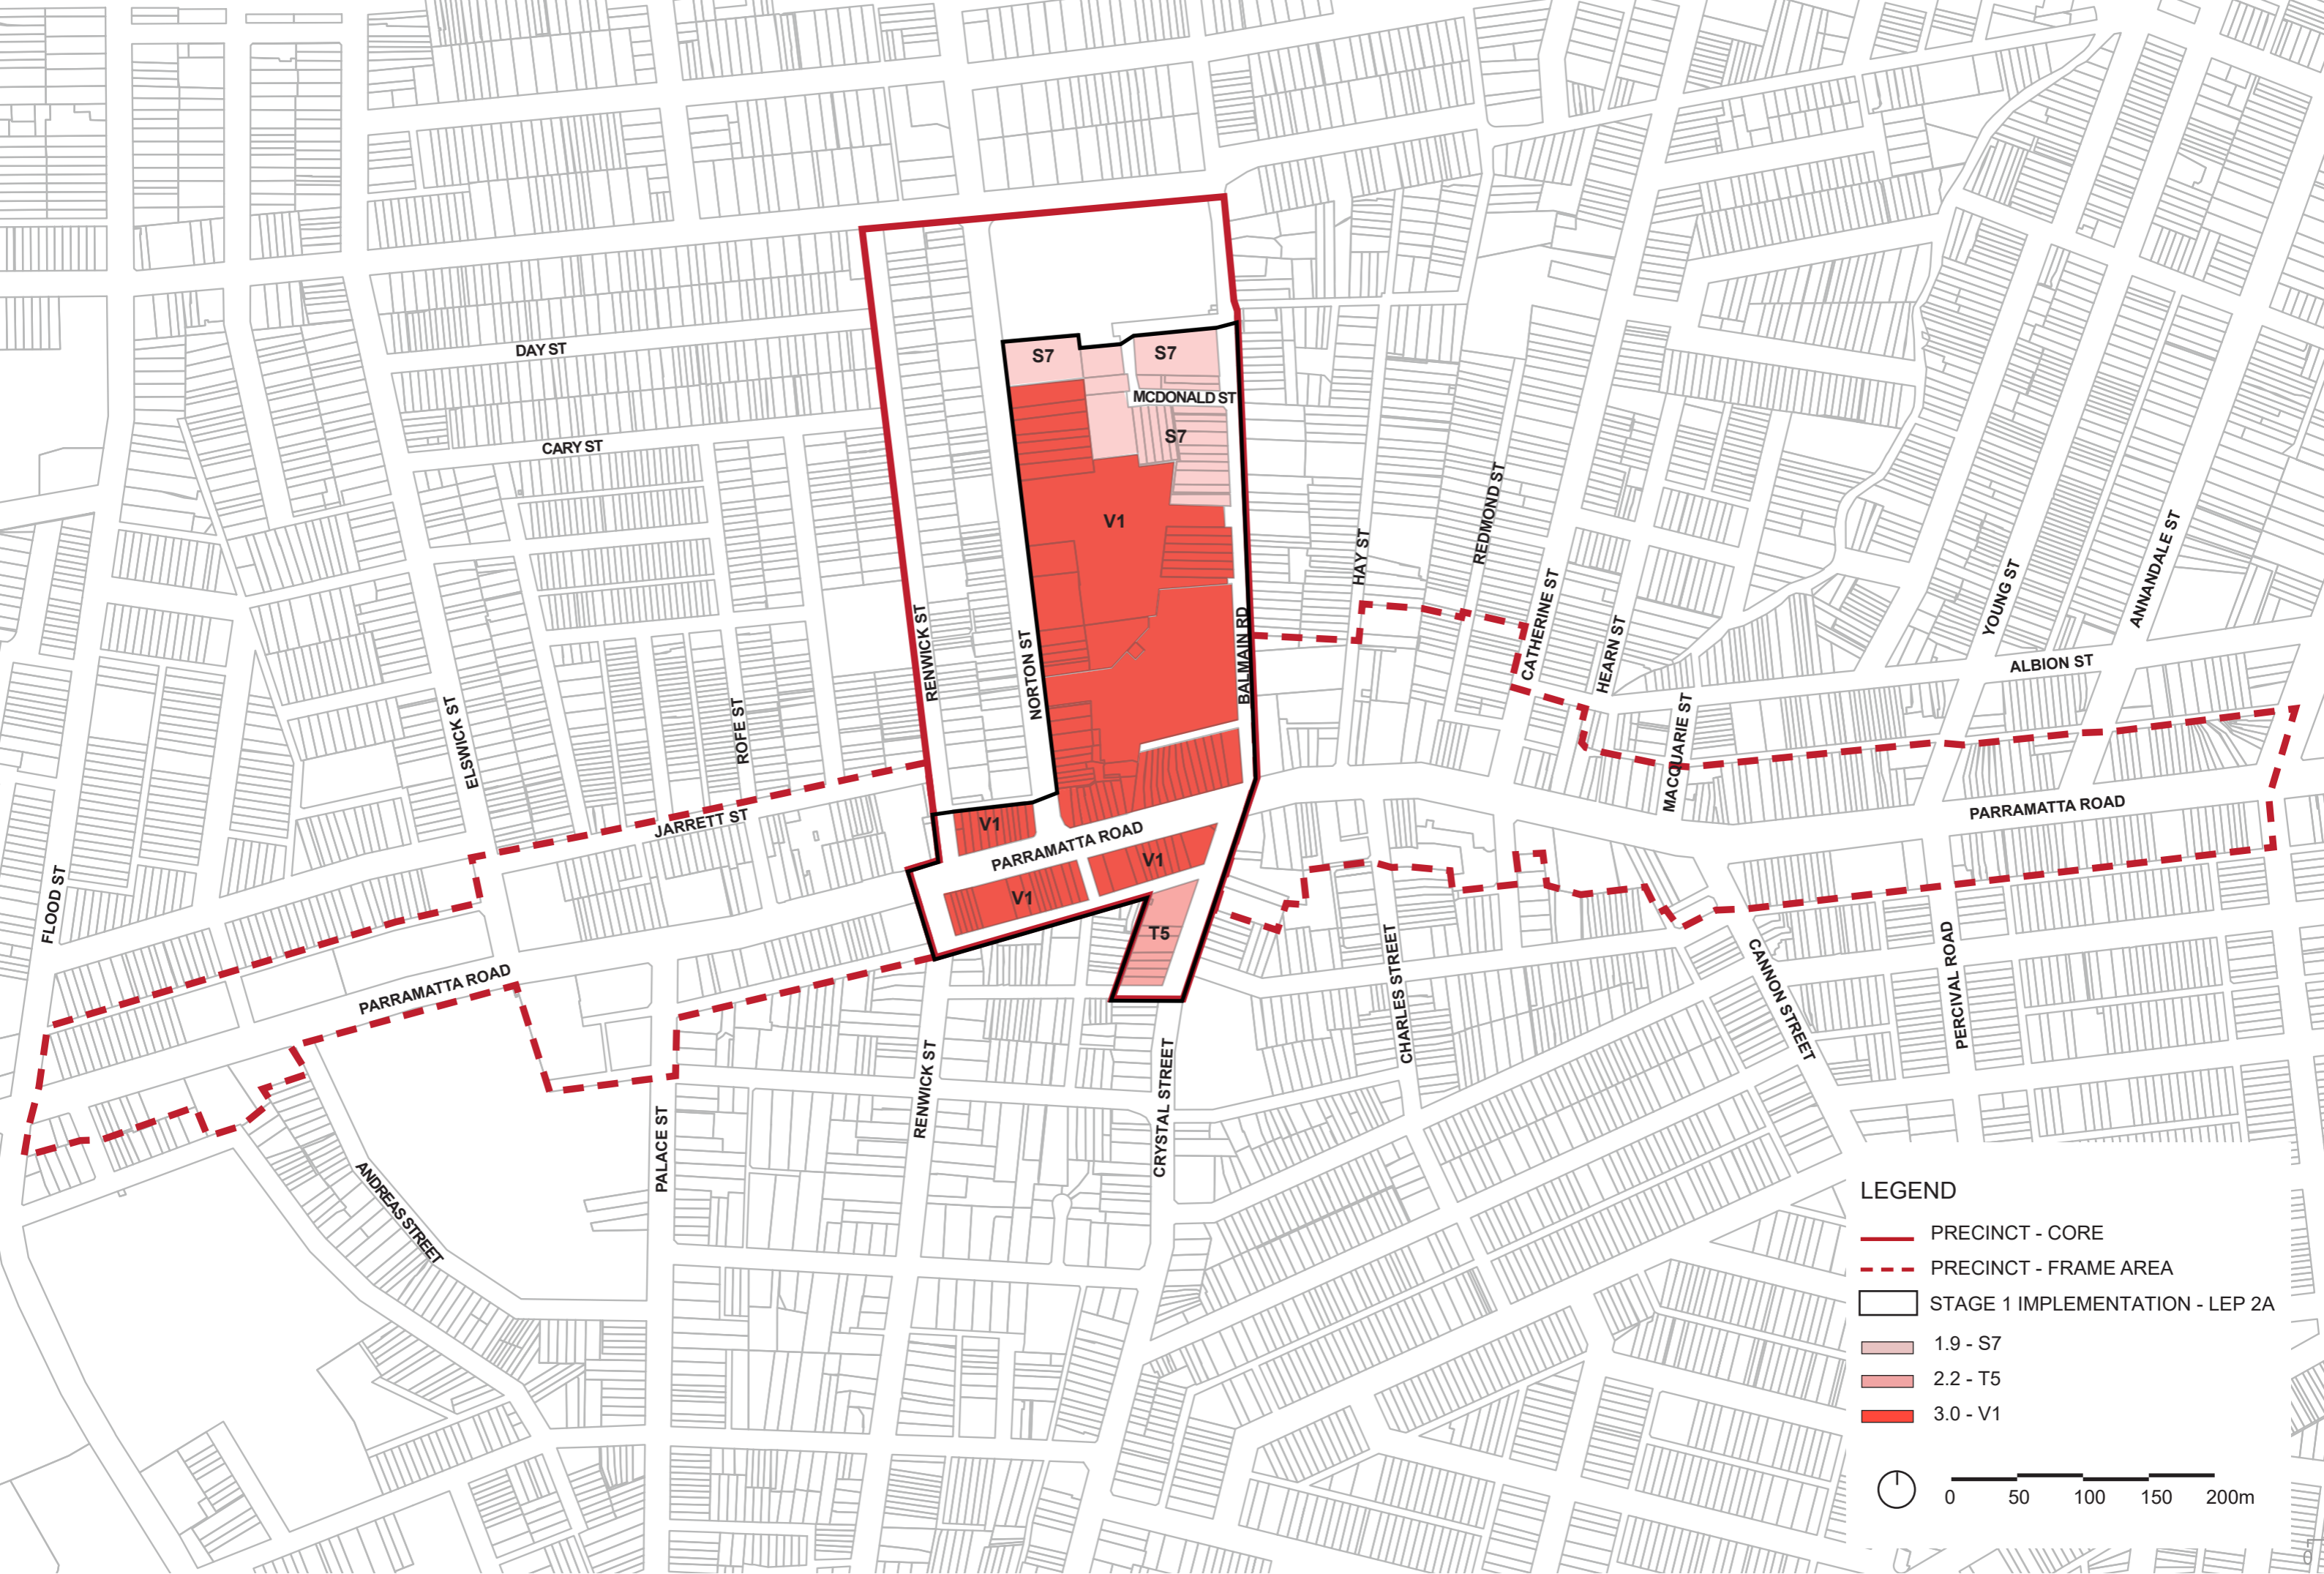 S7
S7
DAY ST
MCDONALD ST
S7
CARY ST
V1
HAY ST
REDMOND ST
CATHERINE ST
HEARN ST
YOUNG ST
ANNANDALE ST
RENWICK ST
NORTON ST
BALMAIN RD
ALBION ST
ELSWICK ST
ROFE ST
MACQUARIE ST
JARRETT ST
V1
PARRAMATTA ROAD
V1
PARRAMATTA ROAD
FLOOD ST
V1
T5
PARRAMATTA ROAD
CHARLES STREET
CANNON STREET
PERCIVAL ROAD
RENWICK ST
CRYSTAL STREET
PALACE ST
ANDREAS STREET
LEGEND
PRECINCT - CORE
PRECINCT - FRAME AREA
STAGE 1 IMPLEMENTATION - LEP 2A
1.9 - S7
2.2 - T5
3.0 - V1
0 50 100 150 200m